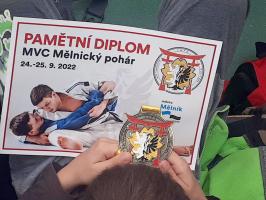 PAMĚTNÍ DIPLOM
MVC Mělnický pohár
24.-25. 9. 2022
Mělník